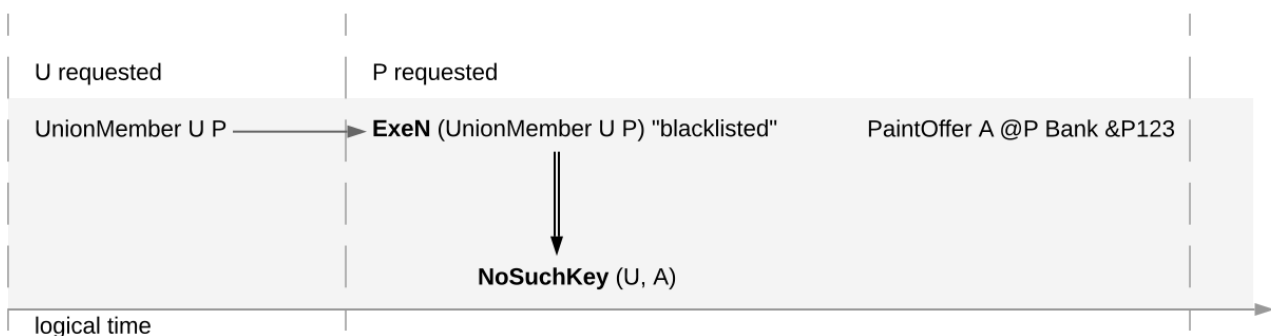 U requested
P requested
UnionMember U P
ExeN (UnionMember U P) "blacklisted"
PaintOffer A @P Bank &P123
NoSuchKey (U, A)
logical time